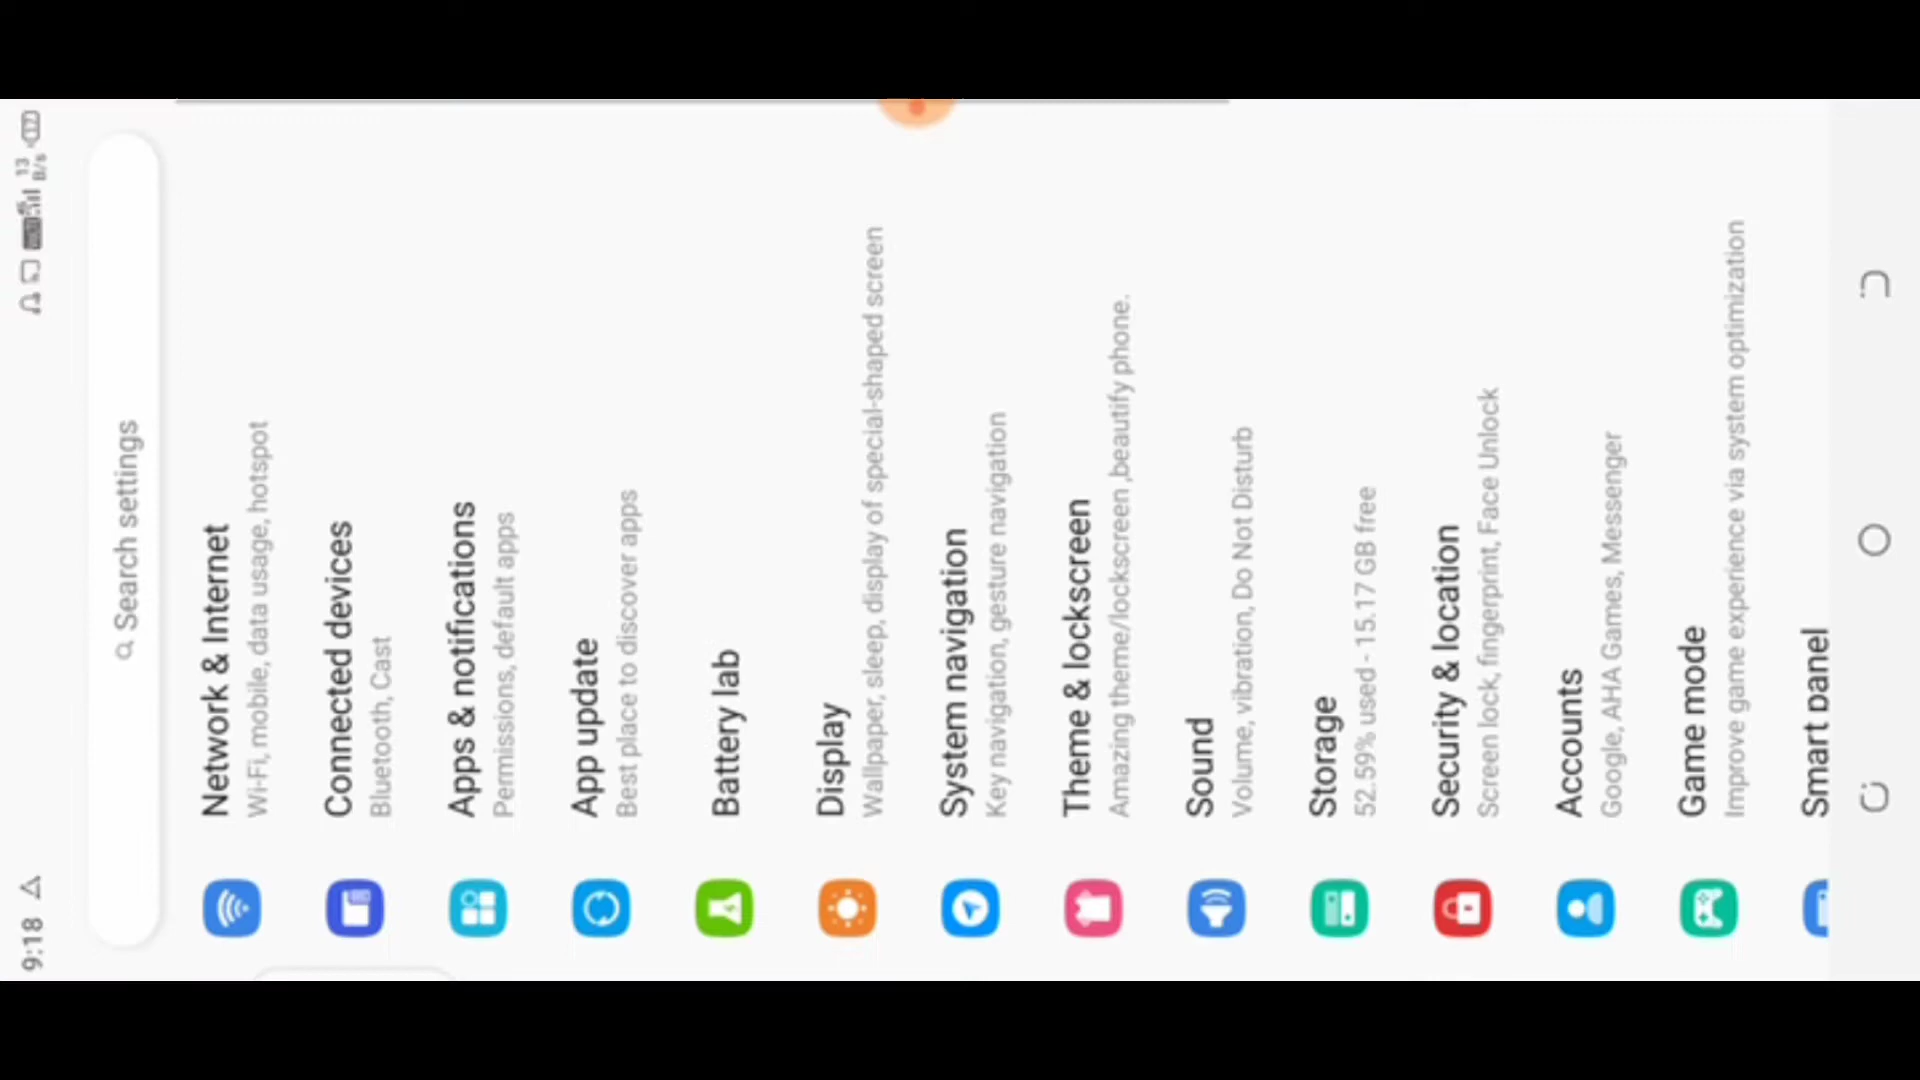 9:18
13
B/s
17
Search settings
Network & Internet
Wi-Fi, mobile, data usage, hotspot
Connected devices
Bluetooth, Cast
Apps & notifications
Permissions, default apps
App update
Best place to discover apps
Battery lab
Display
Wallpaper, sleep, display of special-shaped screen
System navigation
Key navigation, gesture navigation
Theme & lockscreen
Amazing theme/lockscreen ,beautify phone.
Sound
Volume, vibration, Do Not Disturb
Storage
52.59% used - 15.17 GB free
Security & location
Screen lock, fingerprint, Face Unlock
Accounts
Google, AHA Games, Messenger
Game mode
Improve game experience via system optimization
Smart panel